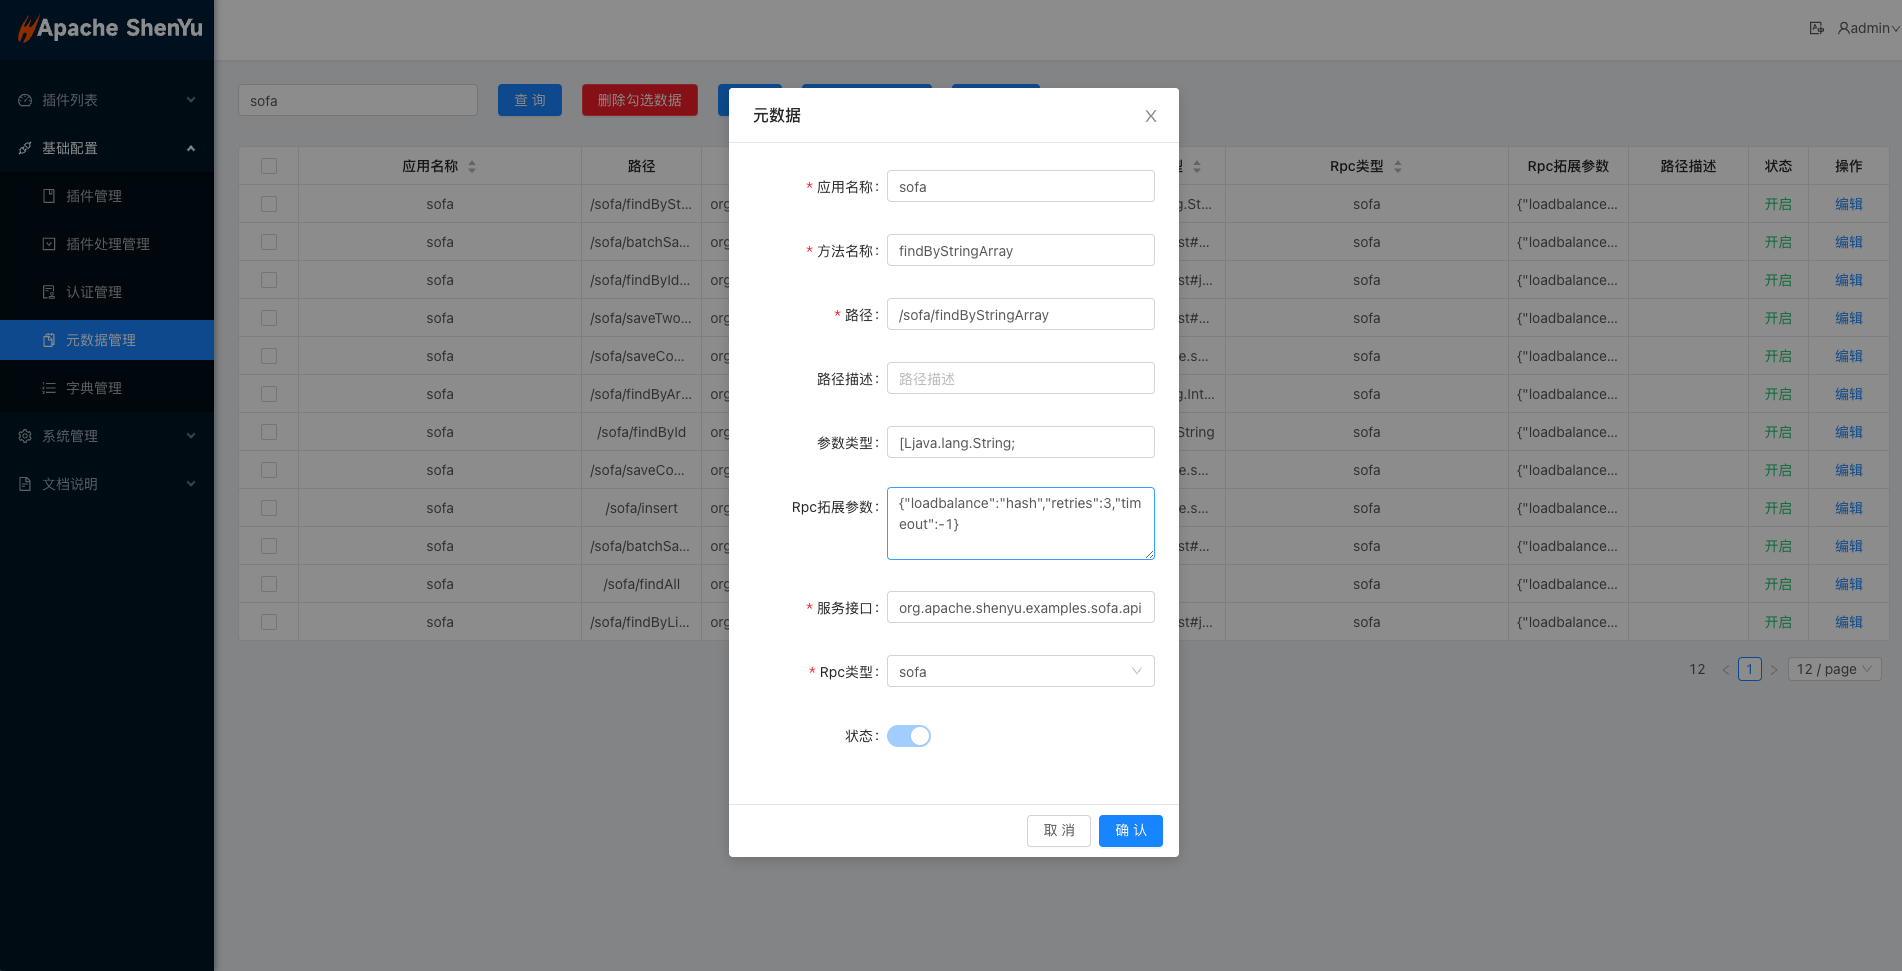 Apache ShenYu
admin
插件列表
基础配置
插件管理
插件处理管理
认证管理
元数据管理
字典管理
系统管理
文档说明
sofa
查 询
删除勾选数据
应用名称 路径 Rpc类型 Rpc拓展参数 路径描述 状态 操作
sofa /sofa/findBySt... org g.St... sofa {"loadbalance... 开启 编辑
sofa /sofa/batchSa... org st#... sofa {"loadbalance... 开启 编辑
sofa /sofa/findById... org st#j... sofa {"loadbalance... 开启 编辑
sofa /sofa/saveTwo... org st#... sofa {"loadbalance... 开启 编辑
sofa /sofa/saveCo... org e.s... sofa {"loadbalance... 开启 编辑
sofa /sofa/findByAr... org g.Int... sofa {"loadbalance... 开启 编辑
sofa /sofa/findById org String sofa {"loadbalance... 开启 编辑
sofa /sofa/saveCo... org e.s... sofa {"loadbalance... 开启 编辑
sofa /sofa/insert org e.s... sofa {"loadbalance... 开启 编辑
sofa /sofa/batchSa... org st#... sofa {"loadbalance... 开启 编辑
sofa /sofa/findAll org sofa {"loadbalance... 开启 编辑
sofa /sofa/findByLi... org st#j... sofa {"loadbalance... 开启 编辑
12 < 1 > 12 / page
元数据
* 应用名称: sofa
* 方法名称: findByStringArray
* 路径: /sofa/findByStringArray
路径描述: 路径描述
参数类型: [Ljava.lang.String;
Rpc拓展参数: {"loadbalance":"hash","retries":3,"tim
eout":-1}
* 服务接口: org.apache.shenyu.examples.sofa.api
* Rpc类型: sofa
状态:
取 消 确 认